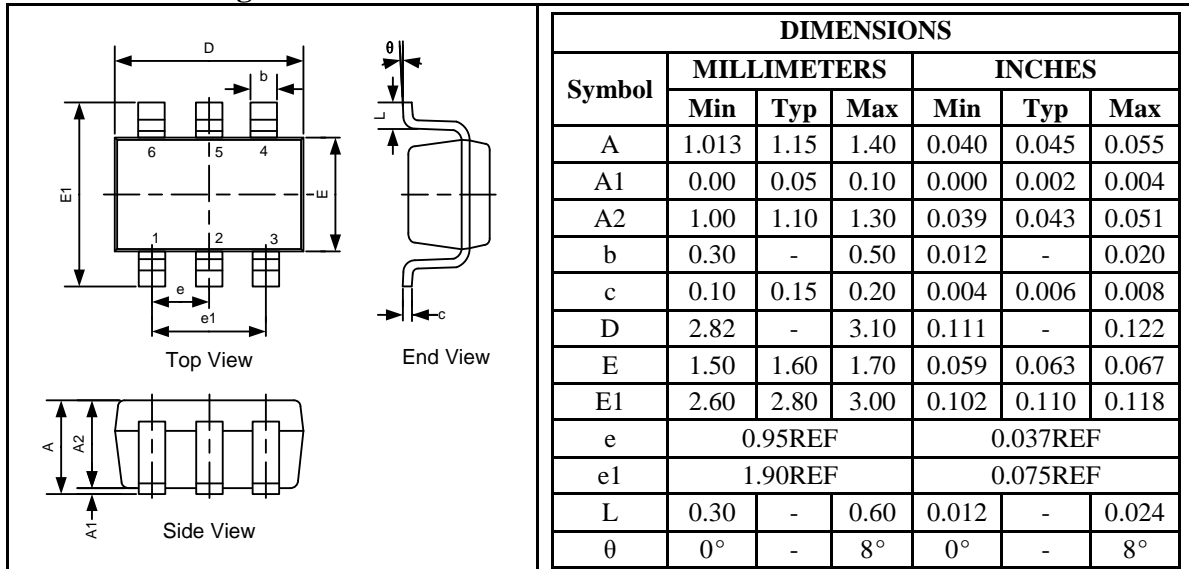 D
b
6 5 4
1 2 3
E1
E
e
e1
Top View
θ
L
c
End View
A
A2
A1
Side View
DIMENSIONS
Symbol MILLIMETERS INCHES
Min Typ Max Min Typ Max
A 1.013 1.15 1.40 0.040 0.045 0.055
A1 0.00 0.05 0.10 0.000 0.002 0.004
A2 1.00 1.10 1.30 0.039 0.043 0.051
b 0.30 - 0.50 0.012 - 0.020
c 0.10 0.15 0.20 0.004 0.006 0.008
D 2.82 - 3.10 0.111 - 0.122
E 1.50 1.60 1.70 0.059 0.063 0.067
E1 2.60 2.80 3.00 0.102 0.110 0.118
e 0.95REF 0.037REF
e1 1.90REF 0.075REF
L 0.30 - 0.60 0.012 - 0.024
θ 0° - 8° 0° - 8°